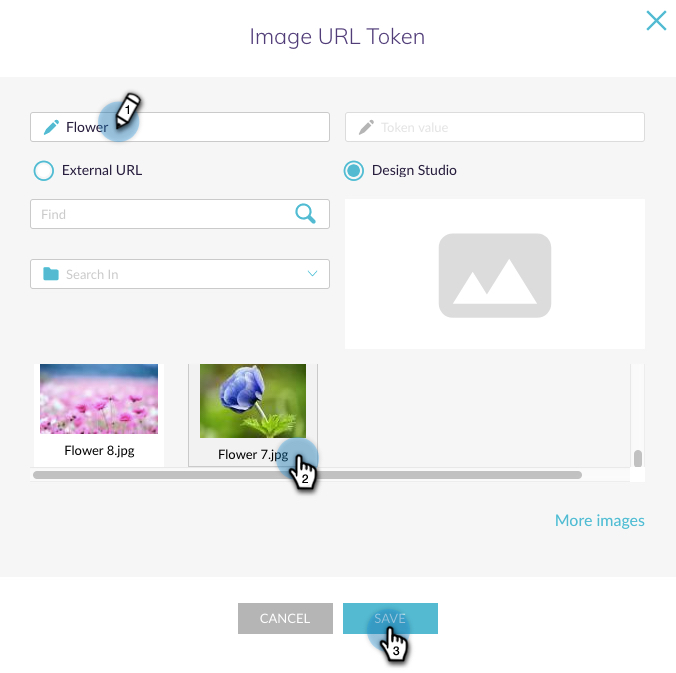 Image URL Token
1
Flower
Token value
External URL
Design Studio
Find
Search In
Flower 8.jpg
Flower 7.jpg
2
More images
CANCEL
SAVE
3